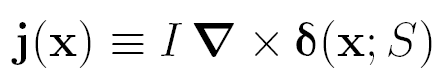 𝐣(𝐱) ≡ I 𝛁 × 𝛅(𝐱; S)